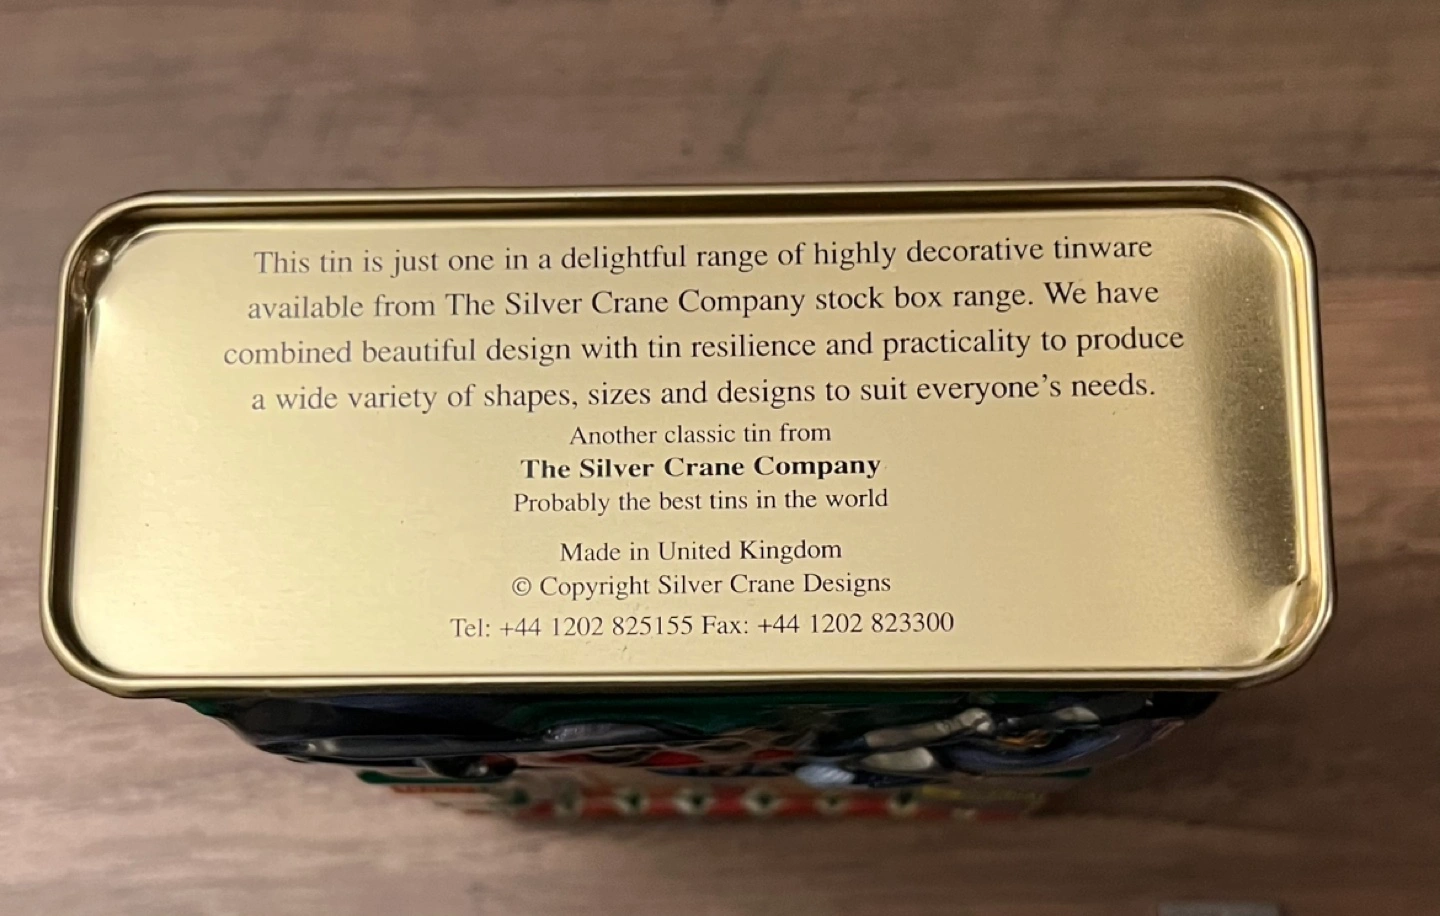 This tin is just one in a delightful range of highly decorative tinware
available from The Silver Crane Company stock box range. We have
combined beautiful design with tin resilience and practicality to produce
a wide variety of shapes, sizes and designs to suit everyone's needs.
Another classic tin from
The Silver Crane Company
Probably the best tins in the world
Made in United Kingdom
© Copyright Silver Crane Designs
Tel: +44 1202 825155 Fax: +44 1202 823300